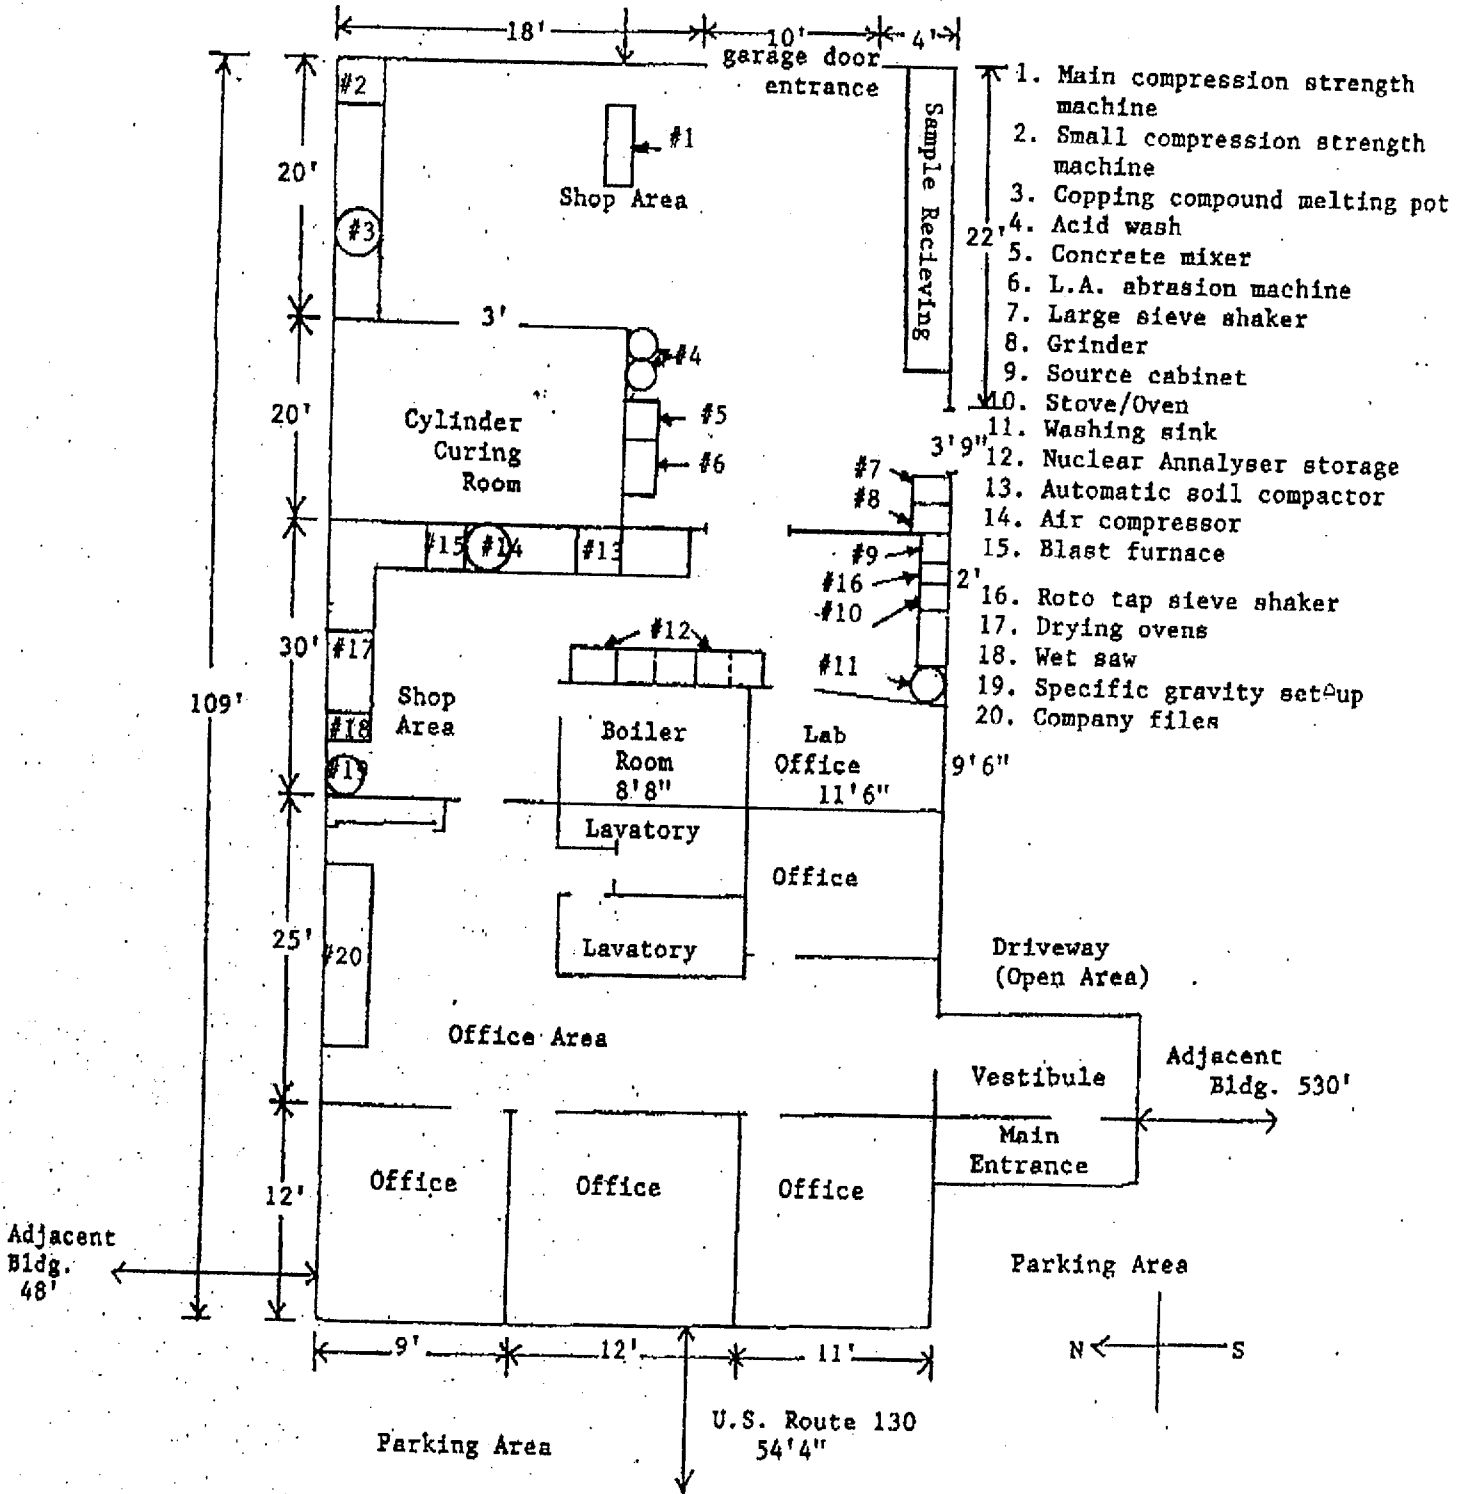 18' 10' 4'
garage door
entrance
#2
#1
Shop Area
20'
#3
Sample Recieving
22'
1. Main compression strength
machine
2. Small compression strength
machine
3. Copping compound melting pot
4. Acid wash
5. Concrete mixer
6. L.A. abrasion machine
7. Large sieve shaker
8. Grinder
9. Source cabinet
10. Stove/Oven
11. Washing sink
12. Nuclear Annalyser storage
13. Automatic soil compactor
14. Air compressor
15. Blast furnace
16. Roto tap sieve shaker
17. Drying ovens
18. Wet saw
19. Specific gravity set-up
20. Company files
3'
#4
20'
Cylinder
Curing
Room
#5
#6
3'9"
#7
#8
#15 #14 #13
#9
#16
2'
#10
30'
#17
#12
#11
109'
Shop
Area
#18
#19
Boiler
Room
8'8"
Lab
Office
11'6"
9'6"
Lavatory
Office
25'
#20
Lavatory
Driveway
(Open Area)
Office Area
Vestibule
Adjacent
Bldg. 530'
Main
Entrance
12'
Office
Office
Office
Adjacent
Bldg.
48'
Parking Area
9' 12' 11'
N S
U.S. Route 130
54'4"
Parking Area